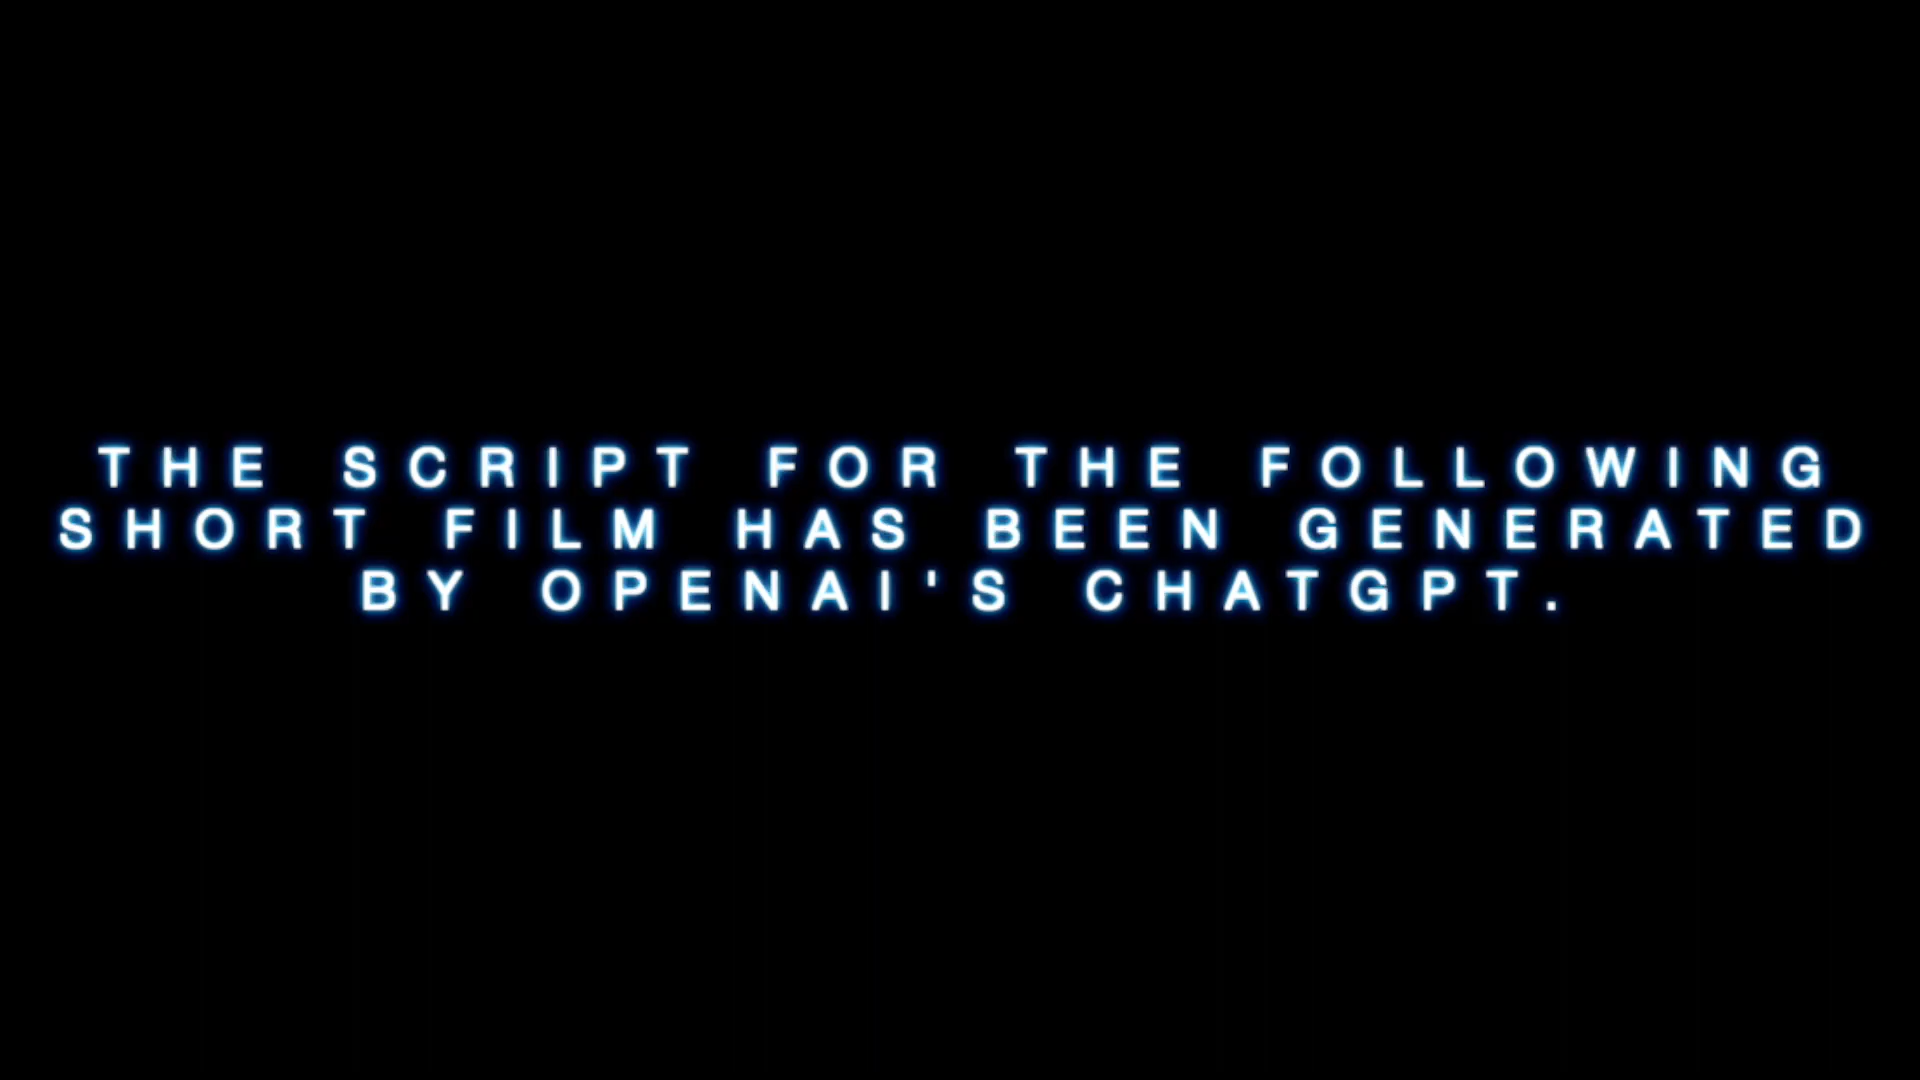 THE SCRIPT FOR THE FOLLOWING
SHORT FILM HAS BEEN GENERATED
BY OPENAI'S CHATGPT.